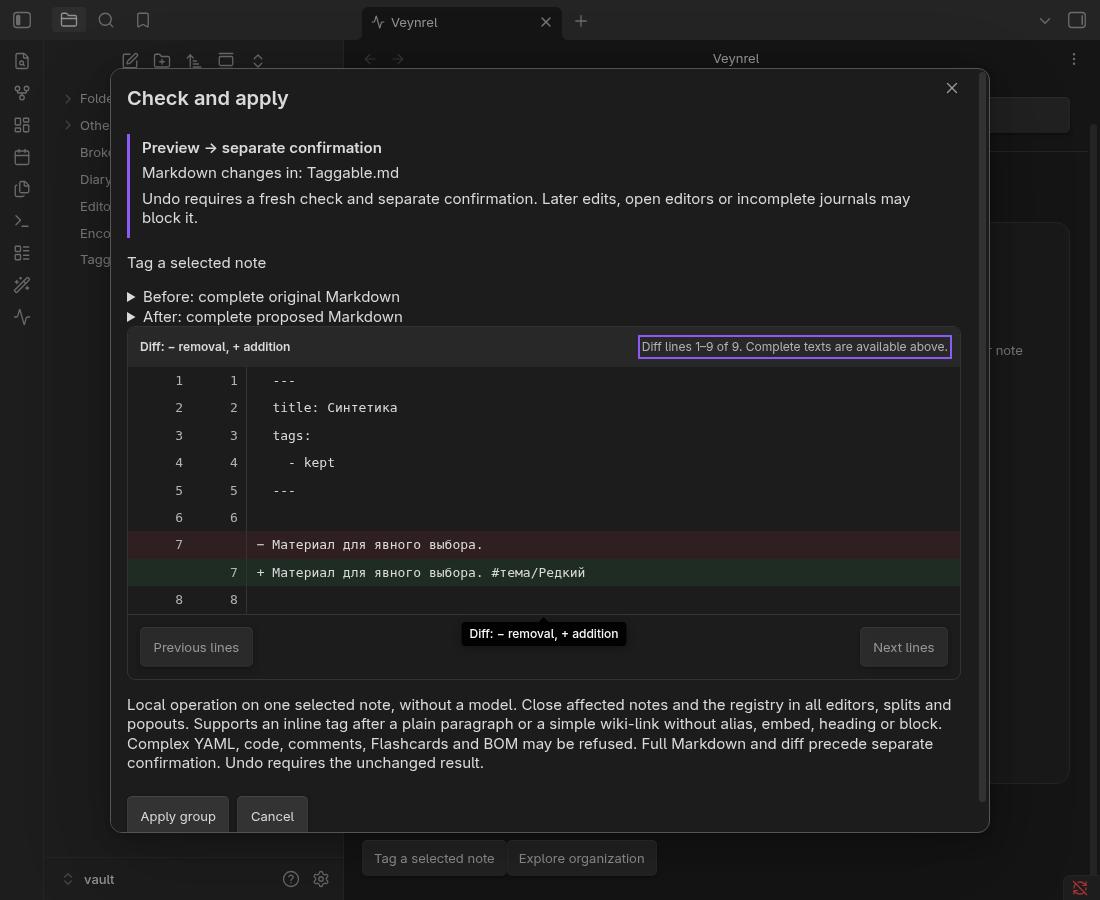 Veynrel
Veynrel
Folde
Othe
Broke
Diary
Edito
Enco
Tagg
Check and apply
Preview → separate confirmation
Markdown changes in: Taggable.md
Undo requires a fresh check and separate confirmation. Later edits, open editors or incomplete journals may
block it.
Tag a selected note
Before: complete original Markdown
After: complete proposed Markdown
Diff: − removal, + addition
Diff lines 1–9 of 9. Complete texts are available above.
1 1 ---
2 2 title: Синтетика
3 3 tags:
4 4 - kept
5 5 ---
6 6
7 − Материал для явного выбора.
7 + Материал для явного выбора. #тема/Редкий
8 8
Diff: − removal, + addition
Previous lines
Next lines
Local operation on one selected note, without a model. Close affected notes and the registry in all editors, splits and
popouts. Supports an inline tag after a plain paragraph or a simple wiki-link without alias, embed, heading or block.
Complex YAML, code, comments, Flashcards and BOM may be refused. Full Markdown and diff precede separate
confirmation. Undo requires the unchanged result.
Apply group
Cancel
note
Tag a selected note
Explore organization
vault